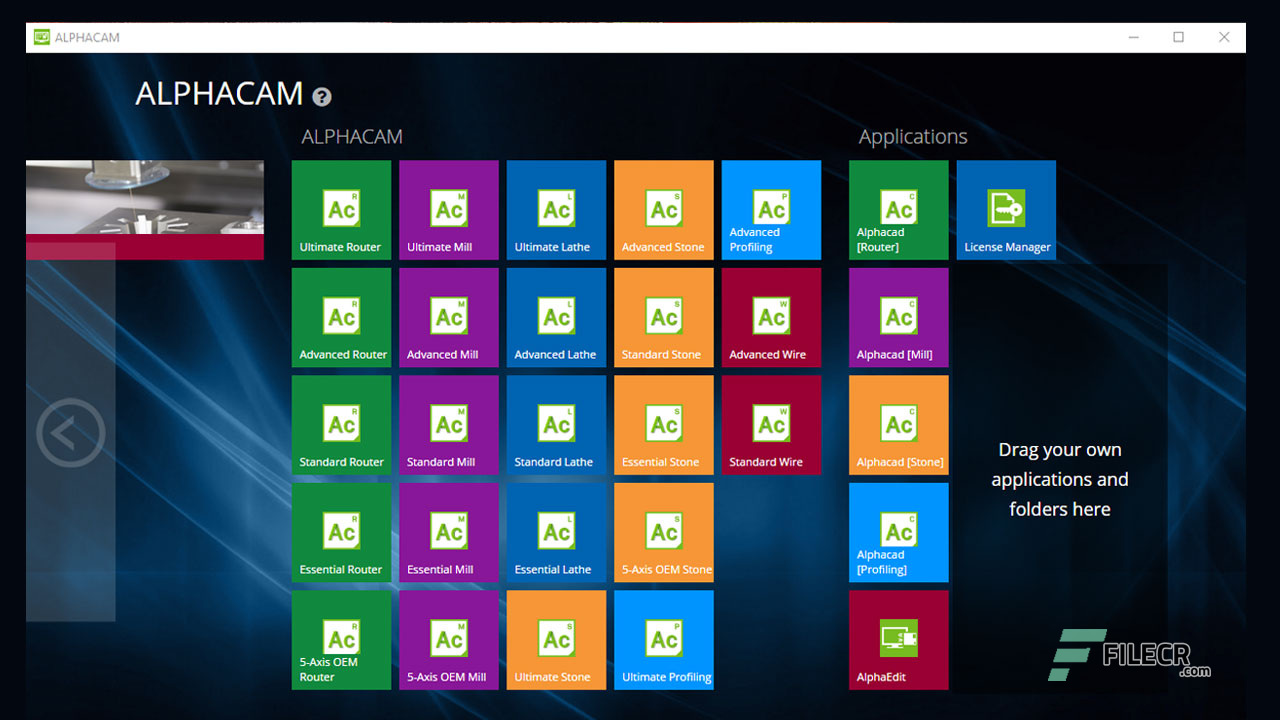 ALPHACAM
ALPHACAM ?
ALPHACAM
Applications
Ac R
Ultimate Router
Ac M
Ultimate Mill
Ac L
Ultimate Lathe
Ac S
Advanced Stone
Ac P
Advanced
Profiling
Ac C
Alphacad
[Router]
License Manager
Ac R
Advanced Router
Ac M
Advanced Mill
Ac L
Advanced Lathe
Ac S
Standard Stone
Ac W
Advanced Wire
Ac C
Alphacad [Mill]
Ac R
Standard Router
Ac M
Standard Mill
Ac L
Standard Lathe
Ac S
Essential Stone
Ac W
Standard Wire
Ac C
Alphacad [Stone]
Drag your own
applications and
folders here
Ac R
Essential Router
Ac M
Essential Mill
Ac L
Essential Lathe
Ac S
5-Axis OEM Stone
Ac C
Alphacad
[Profiling]
Ac R
5-Axis OEM
Router
Ac M
5-Axis OEM Mill
Ac S
Ultimate Stone
Ac P
Ultimate Profiling
AlphaEdit
FILECR
.com